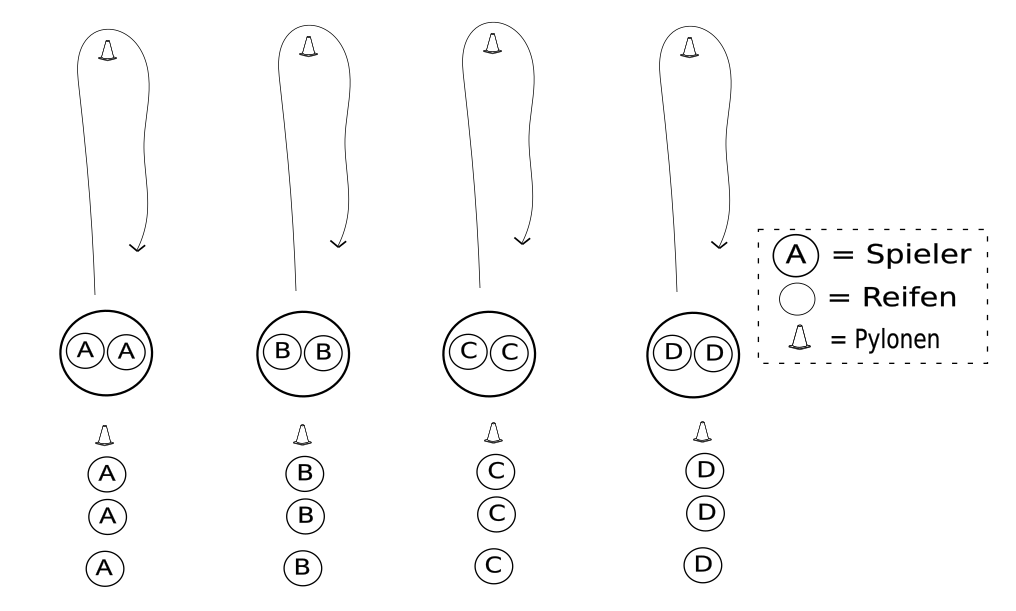 A = Spieler
= Reifen
= Pylonen
A A B B C C D D
A B C D
A B C D
A B C D